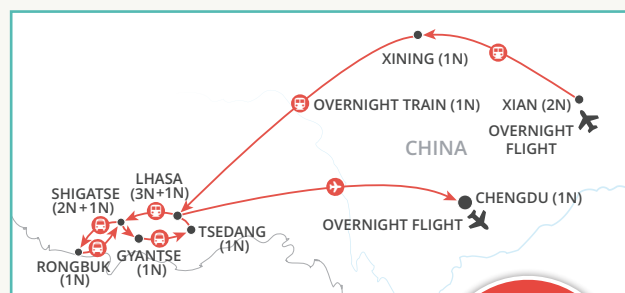 XINING (1N)
OVERNIGHT TRAIN (1N)
XIAN (2N)
OVERNIGHT
FLIGHT
CHINA
LHASA
(3N+1N)
SHIGATSE
(2N+1N)
CHENGDU (1N)
OVERNIGHT FLIGHT
TSEDANG
(1N)
GYANTSE
(1N)
RONGBUK
(1N)